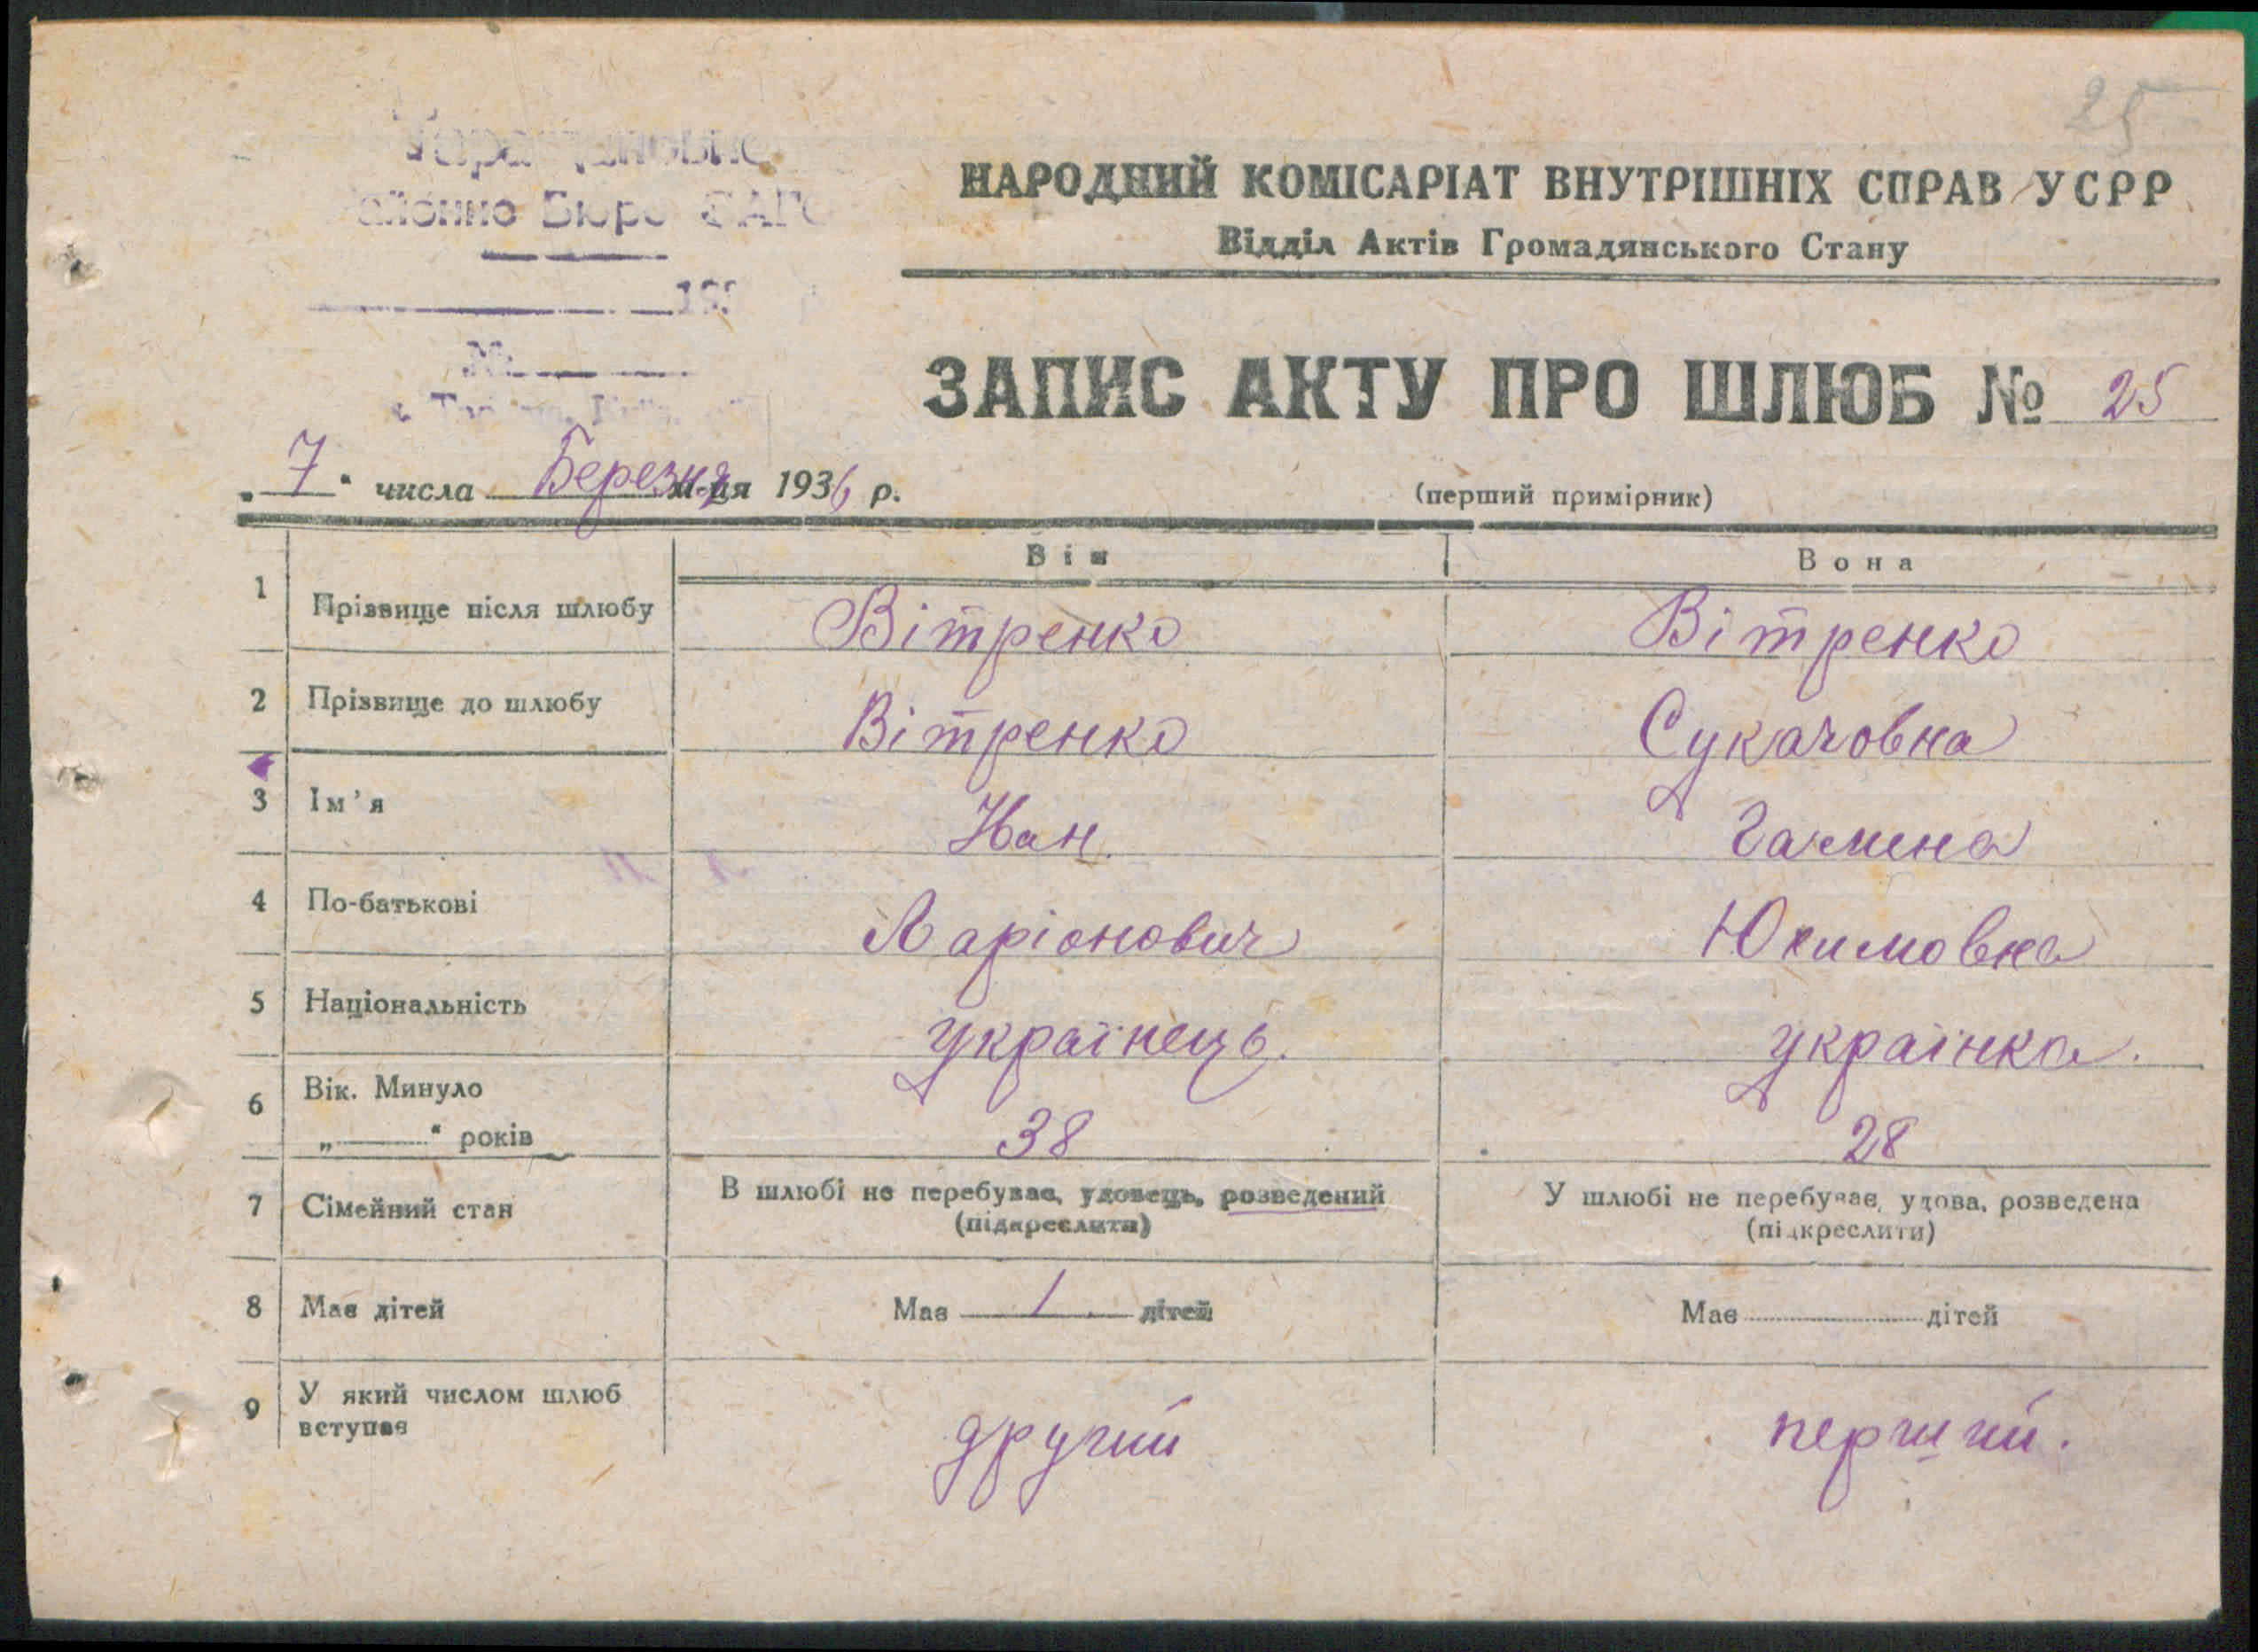 25
Бюро
193
№
НАРОДНИЙ КОМІСАРІАТ ВНУТРІШНІХ СПРАВ УСРР
Відділ Актів Громадянського Стану
ЗАПИС АКТУ ПРО ШЛЮБ № 25
„7“ числа Березня м-ця 1936 р.
(перший примірник)
Він Вона
1 Прізвище після шлюбу Вітренко Вітренко
2 Прізвище до шлюбу Вітренко Сукачовна
3 Ім'я Иван Галина
4 По-батькові Ларіонович Юхимовна
5 Національність українець. українка.
6 Вік. Минуло
„ “ років 38 28
7 Сімейний стан В шлюбі не перебуває, удовець, розведений У шлюбі не перебуває, удова, розведена
(підкреслити) (підкреслити)
8 Має дітей Має 1 дітей Має дітей
9 У який числом шлюб
вступає другий перший.